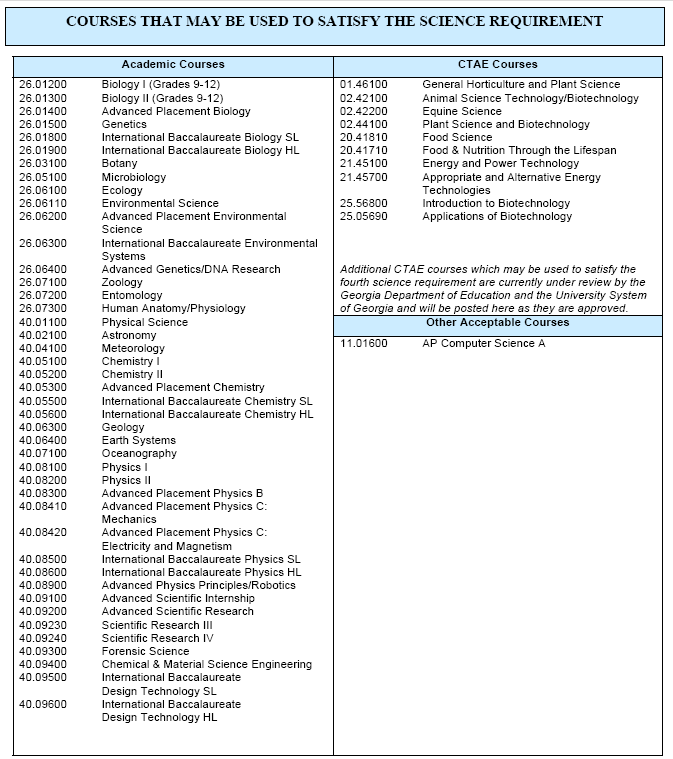 COURSES THAT MAY BE USED TO SATISFY THE SCIENCE REQUIREMENT
Academic Courses
26.01200 Biology I (Grades 9-12)
26.01300 Biology II (Grades 9-12)
26.01400 Advanced Placement Biology
26.01500 Genetics
26.01800 International Baccalaureate Biology SL
26.01900 International Baccalaureate Biology HL
26.03100 Botany
26.05100 Microbiology
26.06100 Ecology
26.06110 Environmental Science
26.06200 Advanced Placement Environmental
Science
26.06300 International Baccalaureate Environmental
Systems
26.06400 Advanced Genetics/DNA Research
26.07100 Zoology
26.07200 Entomology
26.07300 Human Anatomy/Physiology
40.01100 Physical Science
40.02100 Astronomy
40.04100 Meteorology
40.05100 Chemistry I
40.05200 Chemistry II
40.05300 Advanced Placement Chemistry
40.05500 International Baccalaureate Chemistry SL
40.05600 International Baccalaureate Chemistry HL
40.06300 Geology
40.06400 Earth Systems
40.07100 Oceanography
40.08100 Physics I
40.08200 Physics II
40.08300 Advanced Placement Physics B
40.08410 Advanced Placement Physics C:
Mechanics
40.08420 Advanced Placement Physics C:
Electricity and Magnetism
40.08500 International Baccalaureate Physics SL
40.08600 International Baccalaureate Physics HL
40.08900 Advanced Physics Principles/Robotics
40.09100 Advanced Scientific Internship
40.09200 Advanced Scientific Research
40.09230 Scientific Research III
40.09240 Scientific Research IV
40.09300 Forensic Science
40.09400 Chemical & Material Science Engineering
40.09500 International Baccalaureate
Design Technology SL
40.09600 International Baccalaureate
Design Technology HL
CTAE Courses
01.46100 General Horticulture and Plant Science
02.42100 Animal Science Technology/Biotechnology
02.42200 Equine Science
02.44100 Plant Science and Biotechnology
20.41810 Food Science
20.41710 Food & Nutrition Through the Lifespan
21.45100 Energy and Power Technology
21.45700 Appropriate and Alternative Energy
Technologies
25.56800 Introduction to Biotechnology
25.05690 Applications of Biotechnology
Additional CTAE courses which may be used to satisfy the
fourth science requirement are currently under review by the
Georgia Department of Education and the University System
of Georgia and will be posted here as they are approved.
Other Acceptable Courses
11.01600 AP Computer Science A